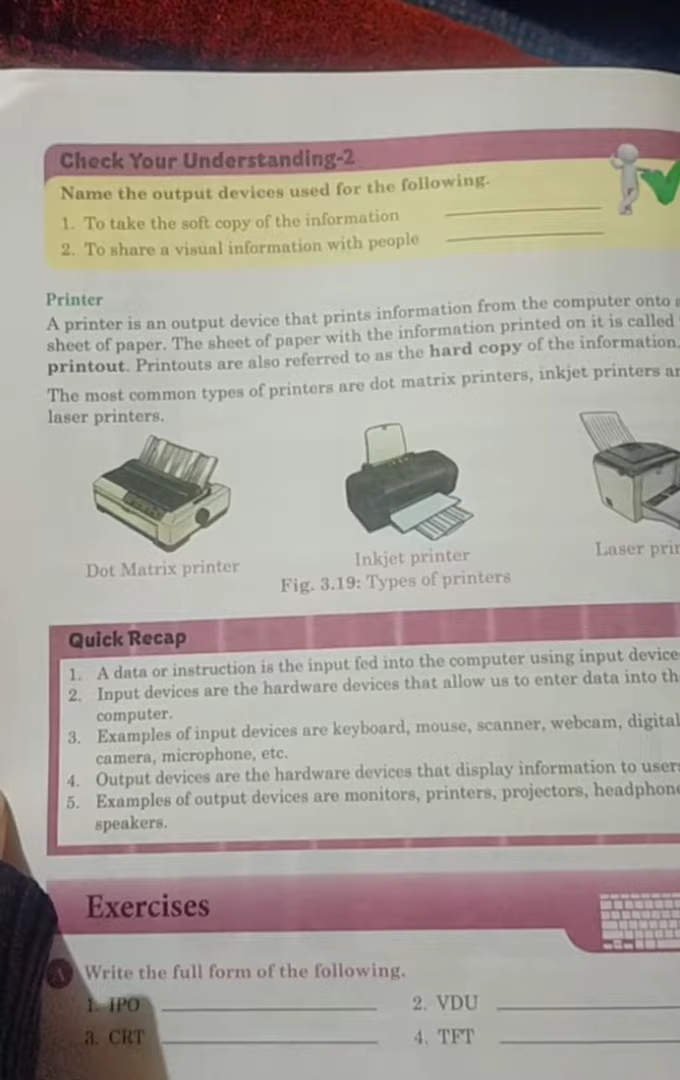 Check Your Understanding-2
Name the output devices used for the following.
1. To take the soft copy of the information
2. To share a visual information with people
Printer
A printer is an output device that prints information from the computer onto
sheet of paper. The sheet of paper with the information printed on it is called
printout. Printouts are also referred to as the hard copy of the information.
The most common types of printers are dot matrix printers, inkjet printers
laser printers.
Dot Matrix printer
Inkjet printer
Laser
Fig. 3.19: Types of printers
Quick Recap
1. A data or instruction is the input fed into the computer using input
2. Input devices are the hardware devices that allow us to enter data into
computer.
3. Examples of input devices are keyboard, mouse, scanner, webcam, digital
camera, microphone, etc.
4. Output devices are the hardware devices that display information to
5. Examples of output devices are monitors, printers, projectors,
speakers.
Exercises
A Write the full form of the following.
1. IPO
2. VDU
3. CRT
4. TFT